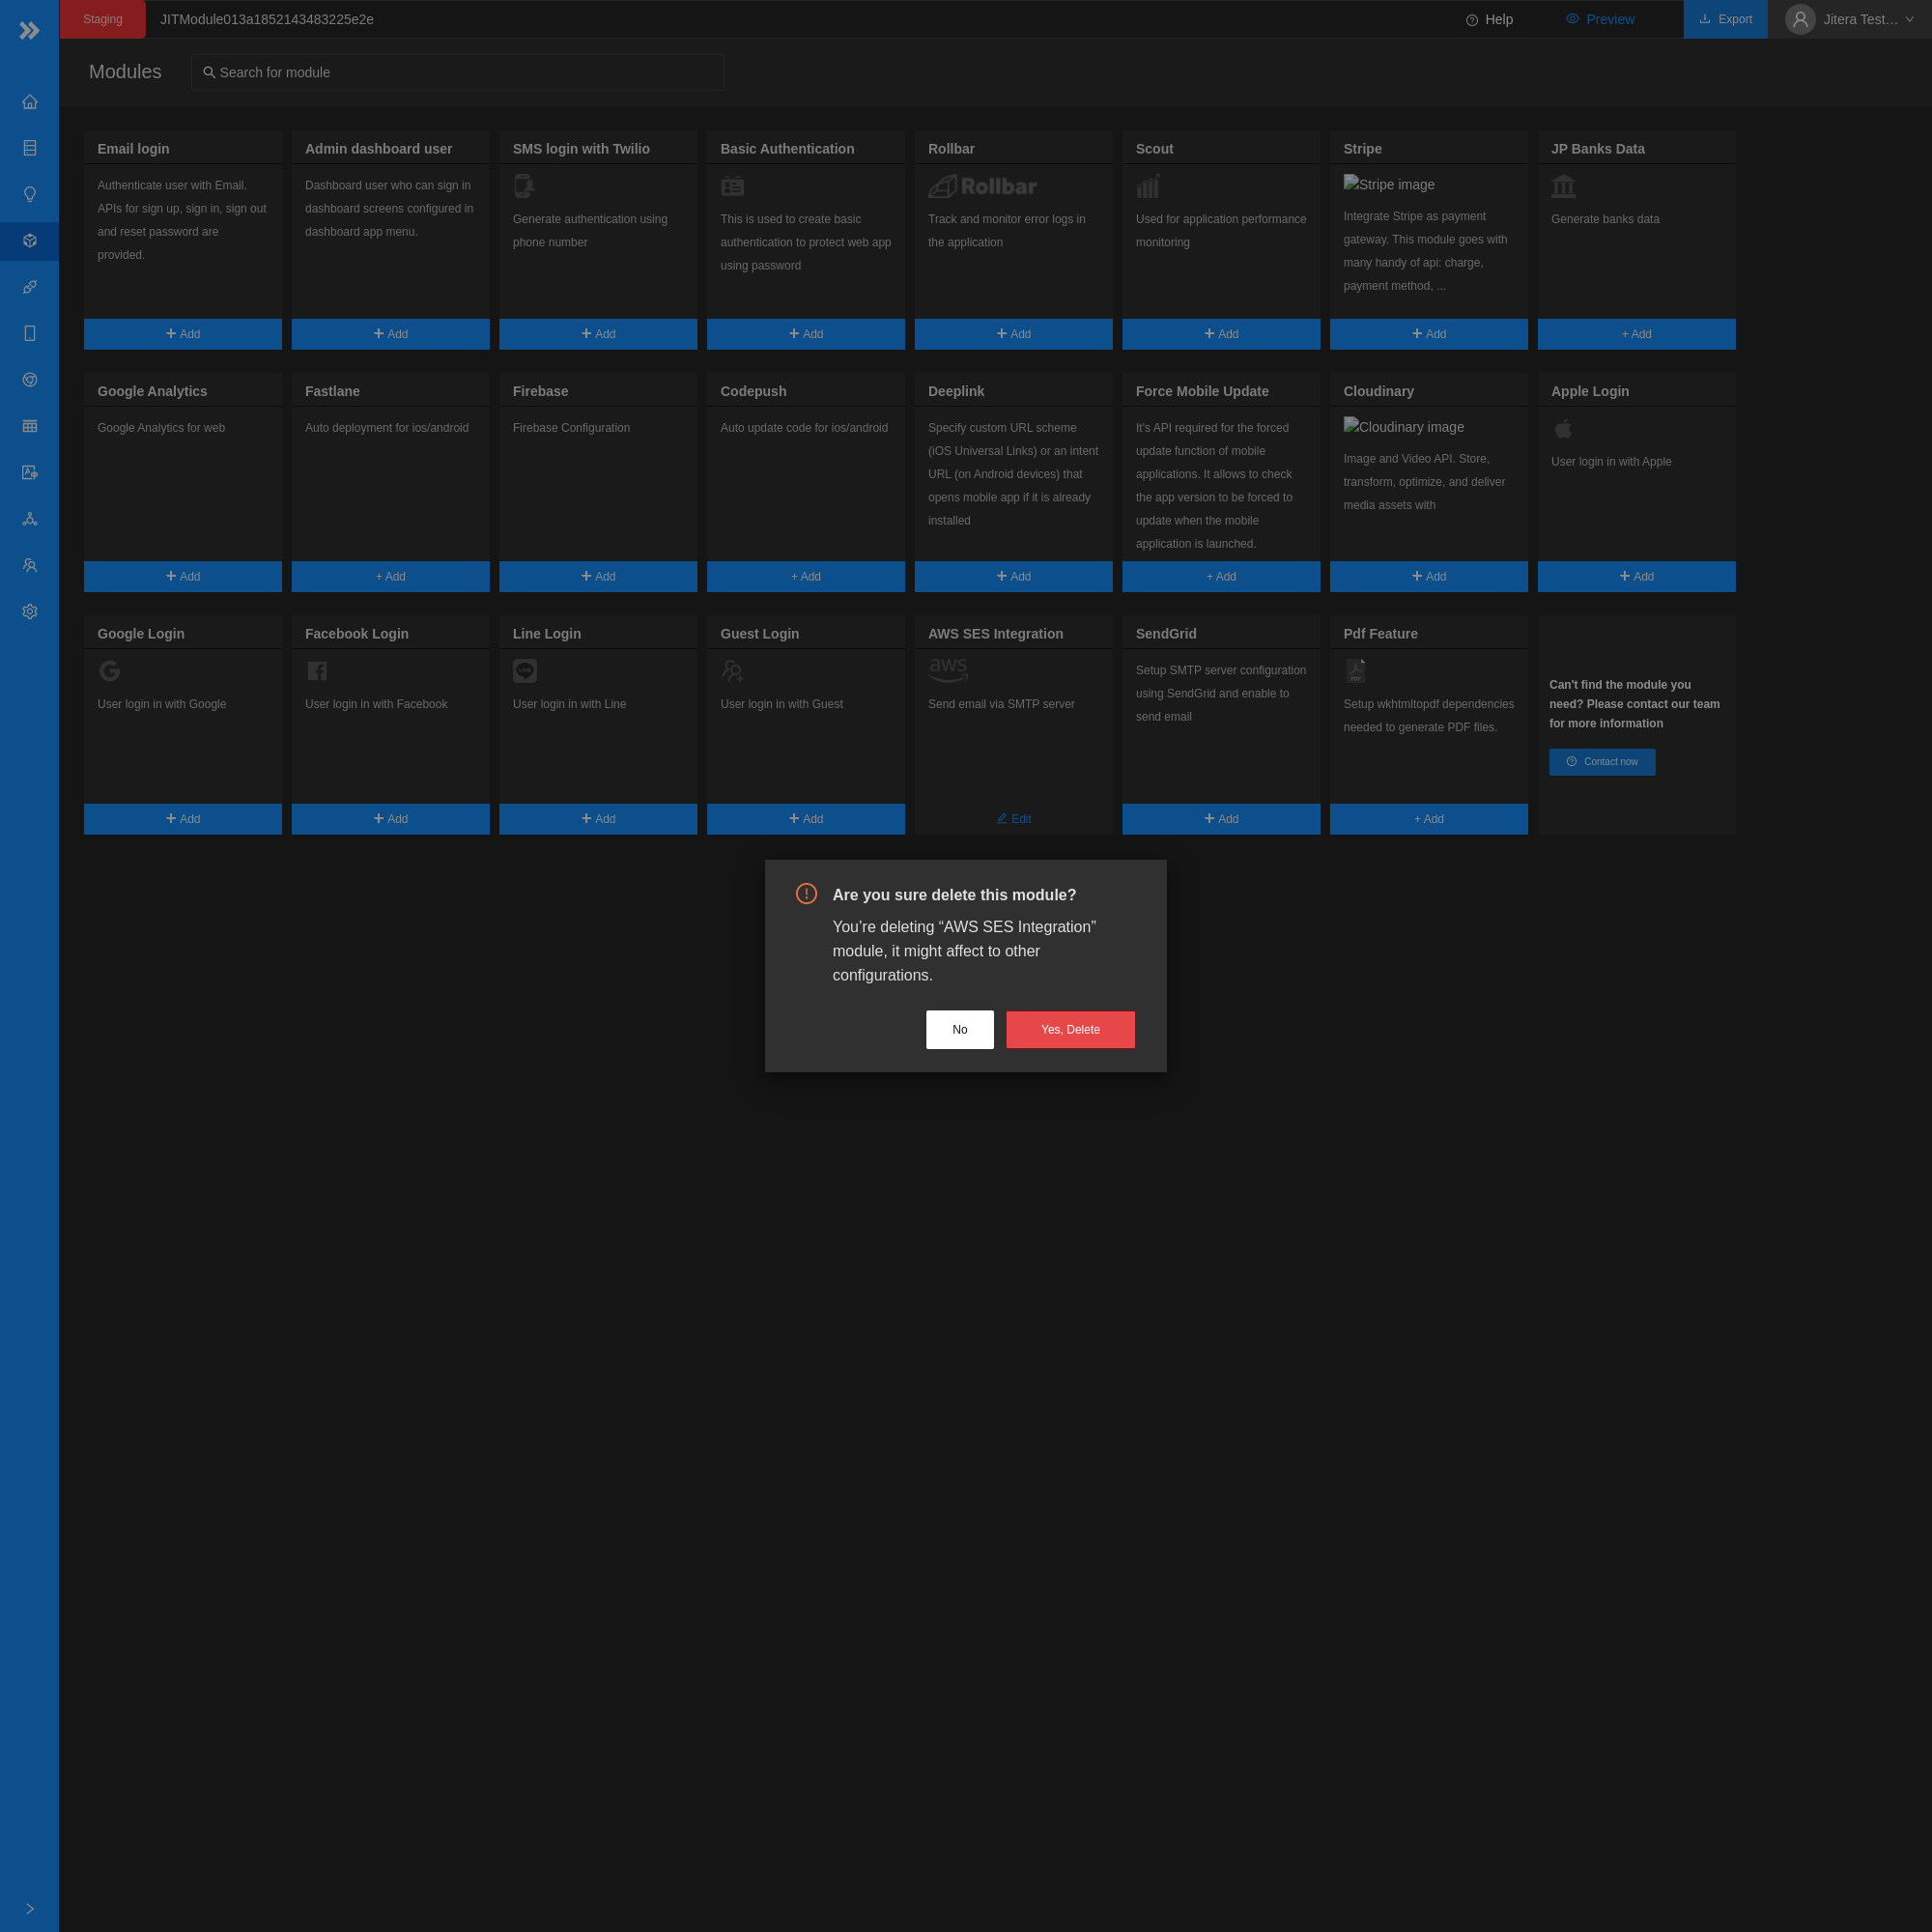 Staging
JITModule013a1852143483225e2e
Help
Preview
Export
Jitera Test…
Modules
Search for module
Email login
Authenticate user with Email.
APIs for sign up, sign in, sign out
and reset password are
provided.
Add
Admin dashboard user
Dashboard user who can sign in
dashboard screens configured in
dashboard app menu.
Add
SMS login with Twilio
Generate authentication using
phone number
Add
Basic Authentication
This is used to create basic
authentication to protect web app
using password
Add
Rollbar
Rollbar
Track and monitor error logs in
the application
Add
Scout
Used for application performance
monitoring
Add
Stripe
Stripe image
Integrate Stripe as payment
gateway. This module goes with
many handy of api: charge,
payment method, ...
Add
JP Banks Data
Generate banks data
+ Add
Google Analytics
Google Analytics for web
Add
Fastlane
Auto deployment for ios/android
+ Add
Firebase
Firebase Configuration
Add
Codepush
Auto update code for ios/android
+ Add
Deeplink
Specify custom URL scheme
(iOS Universal Links) or an intent
URL (on Android devices) that
opens mobile app if it is already
installed
Add
Force Mobile Update
It's API required for the forced
update function of mobile
applications. It allows to check
the app version to be forced to
update when the mobile
application is launched.
+ Add
Cloudinary
Cloudinary image
Image and Video API. Store,
transform, optimize, and deliver
media assets with
Add
Apple Login
User login in with Apple
Add
Google Login
User login in with Google
Add
Facebook Login
User login in with Facebook
Add
Line Login
LINE
User login in with Line
Add
Guest Login
User login in with Guest
Add
AWS SES Integration
aws
Send email via SMTP server
Edit
SendGrid
Setup SMTP server configuration
using SendGrid and enable to
send email
Add
Pdf Feature
PDF
Setup wkhtmltopdf dependencies
needed to generate PDF files.
+ Add
Can't find the module you
need? Please contact our team
for more information
Contact now
Are you sure delete this module?
You’re deleting “AWS SES Integration”
module, it might affect to other
configurations.
No
Yes, Delete